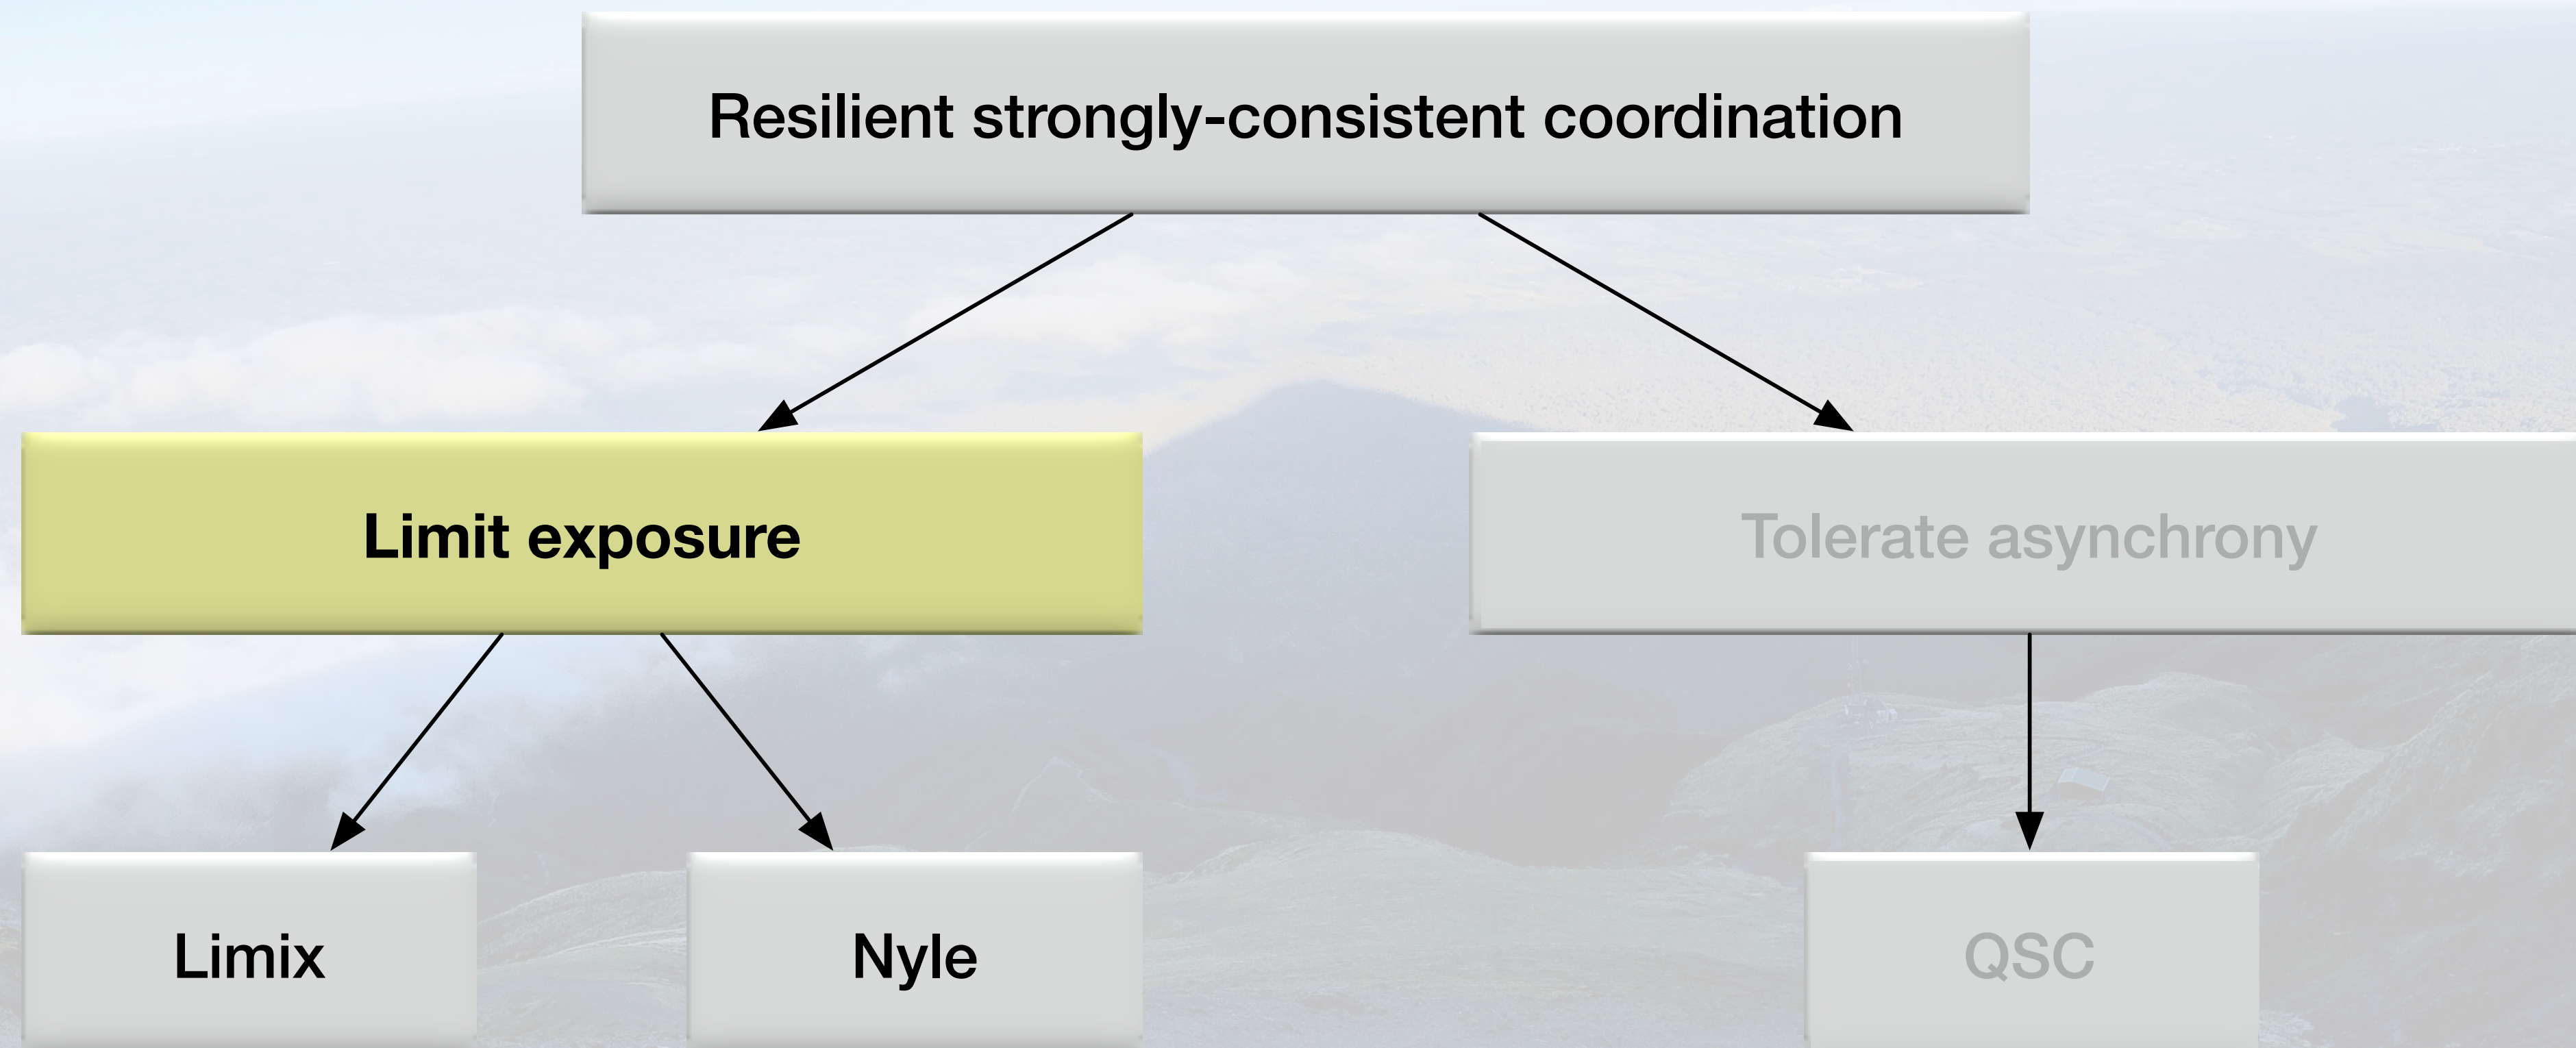 Resilient strongly-consistent coordination
Limit exposure
Tolerate asynchrony
Limix
Nyle
QSC